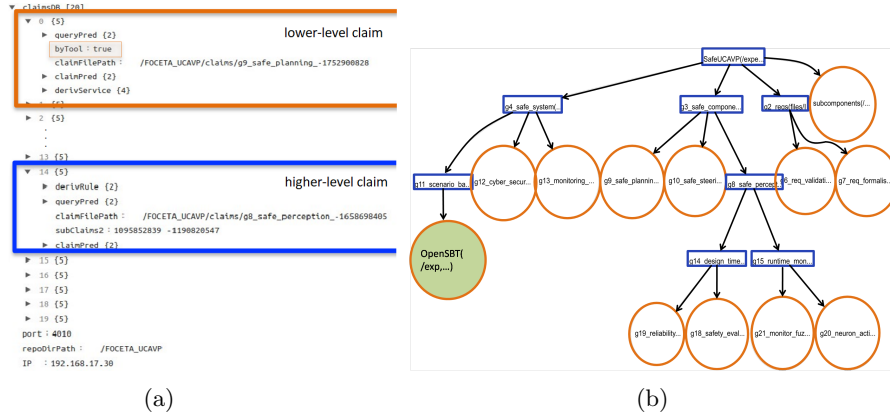 claimsDB [20]
0 {5}
lower-level claim
queryPred {2}
byTool : true
claimFilePath : /FOCETA_UCAVP/claims/g9_safe_planning_-1752900828
claimPred {2}
derivService {4}
1 {5}
2 {5}
.
.
.
13 {5}
14 {5}
higher-level claim
derivRule {2}
queryPred {2}
claimFilePath : /FOCETA_UCAVP/claims/g8_safe_perception_-1658698405
subClaims2 : 1095852839 -1190820547
claimPred {2}
15 {5}
16 {5}
17 {5}
18 {5}
19 {5}
port : 4010
repoDirPath : /FOCETA_UCAVP
IP : 192.168.17.30
(a)
SafeUCAVP(/expe...
g4_safe_system(...
g3_safe_compone...
g2_reqs(files/l...
subcomponents(/...
g11_scenario_ba...
g12_cyber_secur...
g13_monitoring_...
g9_safe_plannin...
g10_safe_steeri...
g8_safe_percept...
g6_req_validati...
g7_req_formalis...
OpenSBT(
/exp,...)
g14_design_time...
g15_runtime_mon...
g19_reliability...
g18_safety_eval...
g21_monitor_fuz...
g20_neuron_acti...
(b)